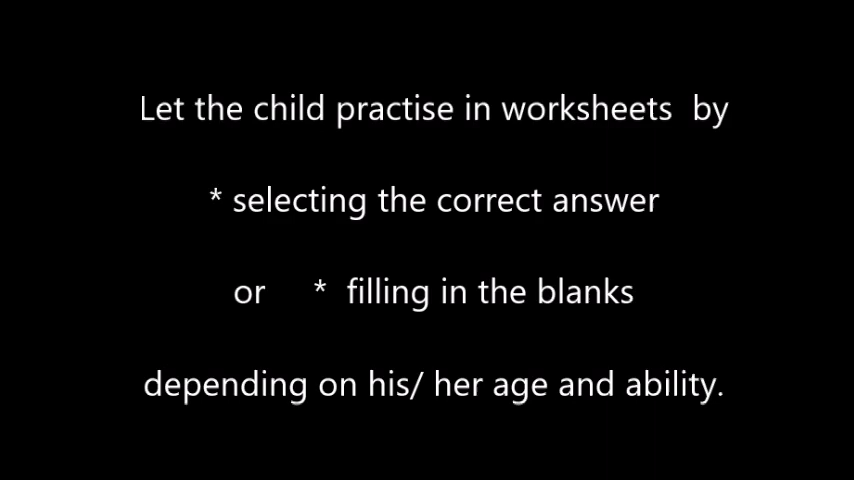 Let the child practise in worksheets  by
* selecting the correct answer
or     *  filling in the blanks
depending on his/ her age and ability.